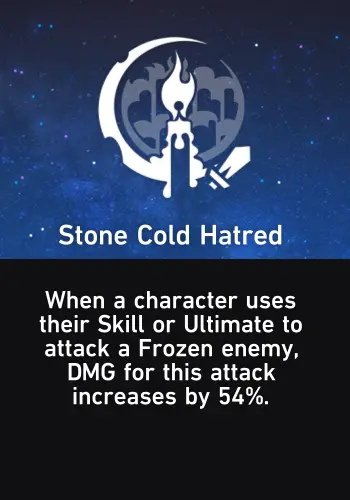 Stone Cold Hatred
When a character uses
their Skill or Ultimate to
attack a Frozen enemy,
DMG for this attack
increases by 54%.